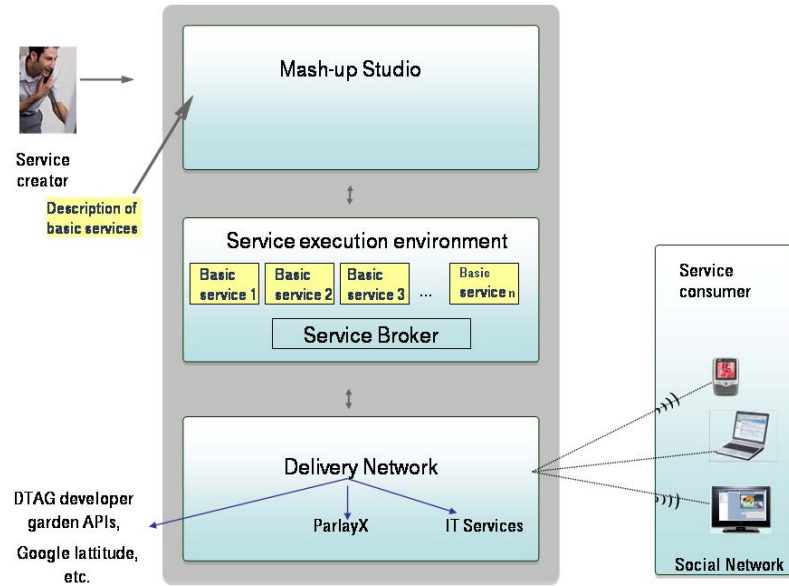 Mash-up Studio
Service
creator
Description of
basic services
Service execution environment
Basic
service 1
Basic
service 2
Basic
service 3
...
Basic
service n
Service Broker
Service
consumer
Delivery Network
DTAG developer
garden APIs,
Google lattitude,
etc.
ParlayX
IT Services
Social Network